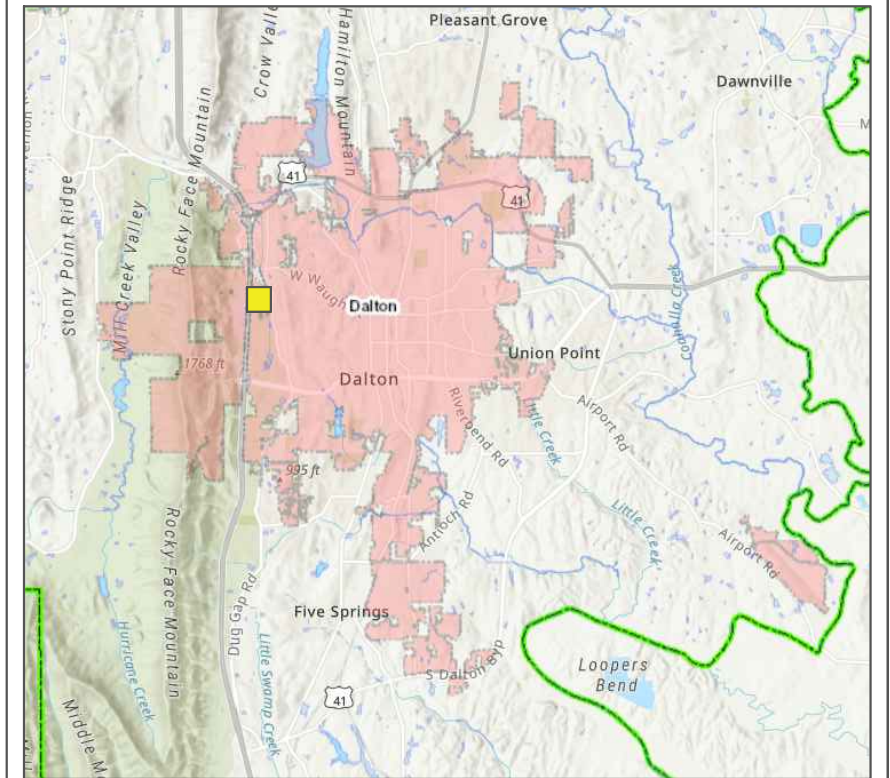 Pleasant Grove
Crow Valle
Hamilton Mountain
Dawnville
Rocky Face Mountain
41
41
Stony Point Ridge
Mill Creek Valley
W Waugh
Dalton
Coahulla Creek
Union Point
1768 ft
Dalton
Riverbend Rd
Little Creek
Airport Rd
995 ft
Antioch Rd
Little Creek
Airport Rd
Rocky Face Mountain
Dug Gap Rd
Five Springs
Hurricane Creek
Little Swamp Creek
S Dalton Byp
Loopers
Bend
41
Middle Mo